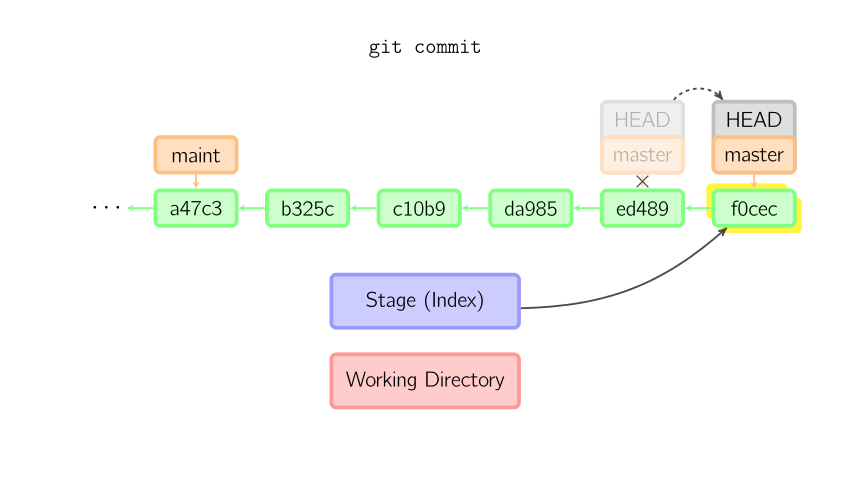 git commit
HEAD HEAD
maint master master
... a47c3 b325c c10b9 da985 ed489 f0cec
Stage (Index)
Working Directory